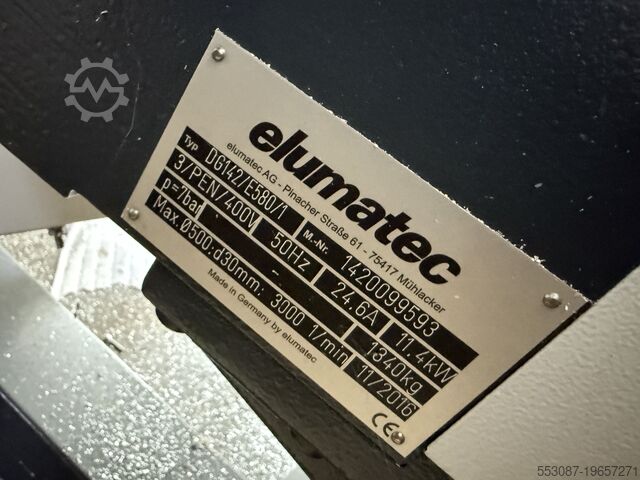 elumatec
elumatec AG - Pinacher Straße 61 - 75417 Mühlacker
Typ DG142/E580/1 M.-Nr. 1420099593
3/PEN/400V 50Hz 24.6A 11.4kW
p=7bar - 1340kg
Max.Ø500.d30mm: 3000 1/min 11/2016
Made in Germany by elumatec
CE
553087-19657271